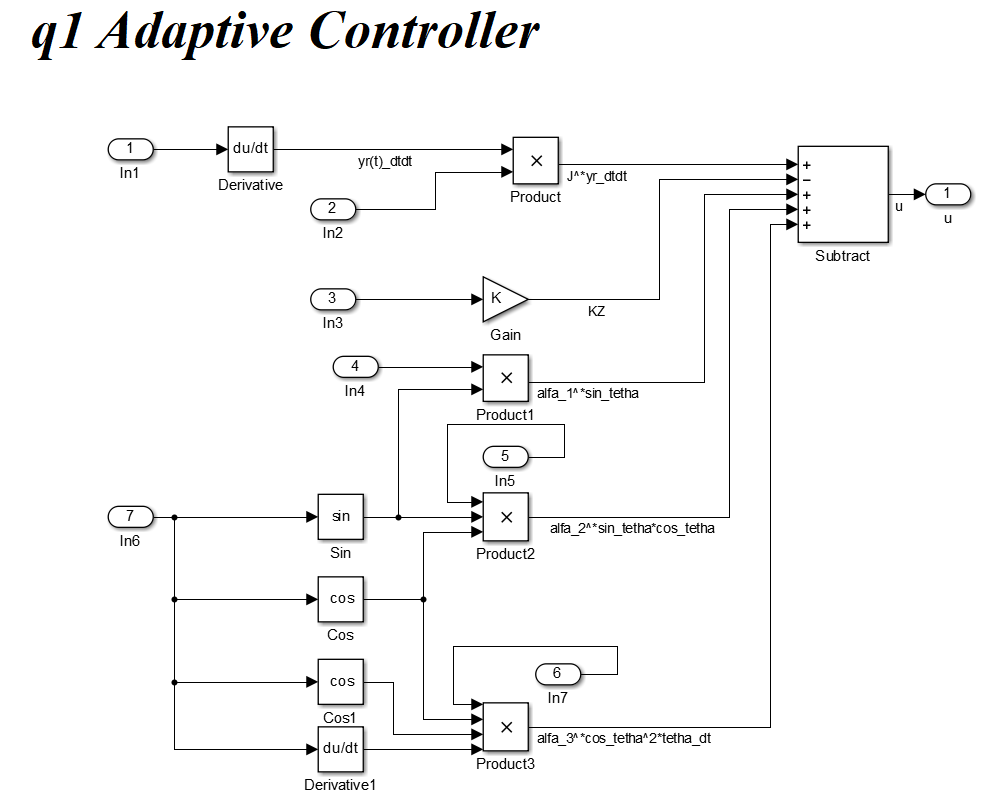 q1 Adaptive Controller
1
In1
du/dt
Derivative
yr(t)_dtdt
×
Product
J^*yr_dtdt
2
In2
+
−
+
+
+
Subtract
u
1
u
3
In3
K
Gain
KZ
4
In4
×
Product1
alfa_1^*sin_tetha
5
In5
7
In6
sin
Sin
×
Product2
alfa_2^*sin_tetha*cos_tetha
cos
Cos
6
In7
cos
Cos1
×
Product3
alfa_3^*cos_tetha^2*tetha_dt
du/dt
Derivative1